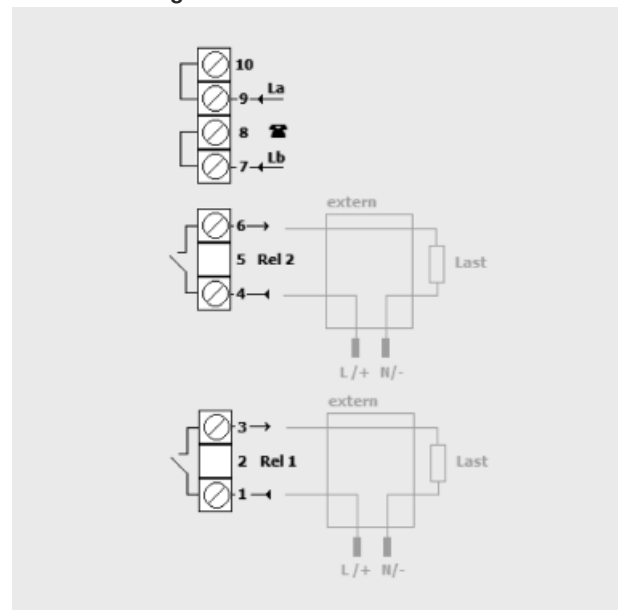 10
9 La
8 ☎
7 Lb
extern
6
5 Rel 2
Last
4
L/+ N/-
extern
3
2 Rel 1
Last
1
L/+ N/-